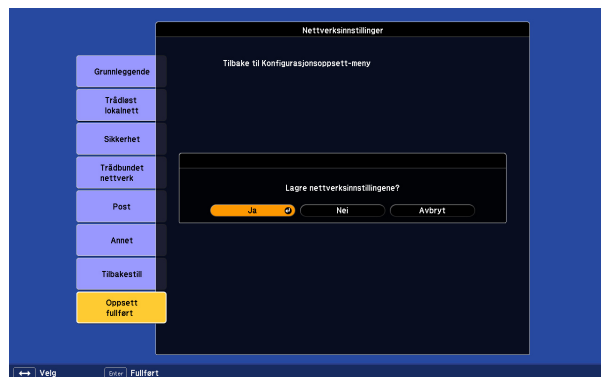 Nettverksinnstillinger
Tilbake til Konfigurasjonsoppsett-meny
Grunnleggende
Trådløst
lokalnett
Sikkerhet
Trådbundet
nettverk
Post
Annet
Tilbakestill
Oppsett
fullført
Lagre nettverksinnstillingene?
Ja Nei Avbryt
Velg Enter Fullført